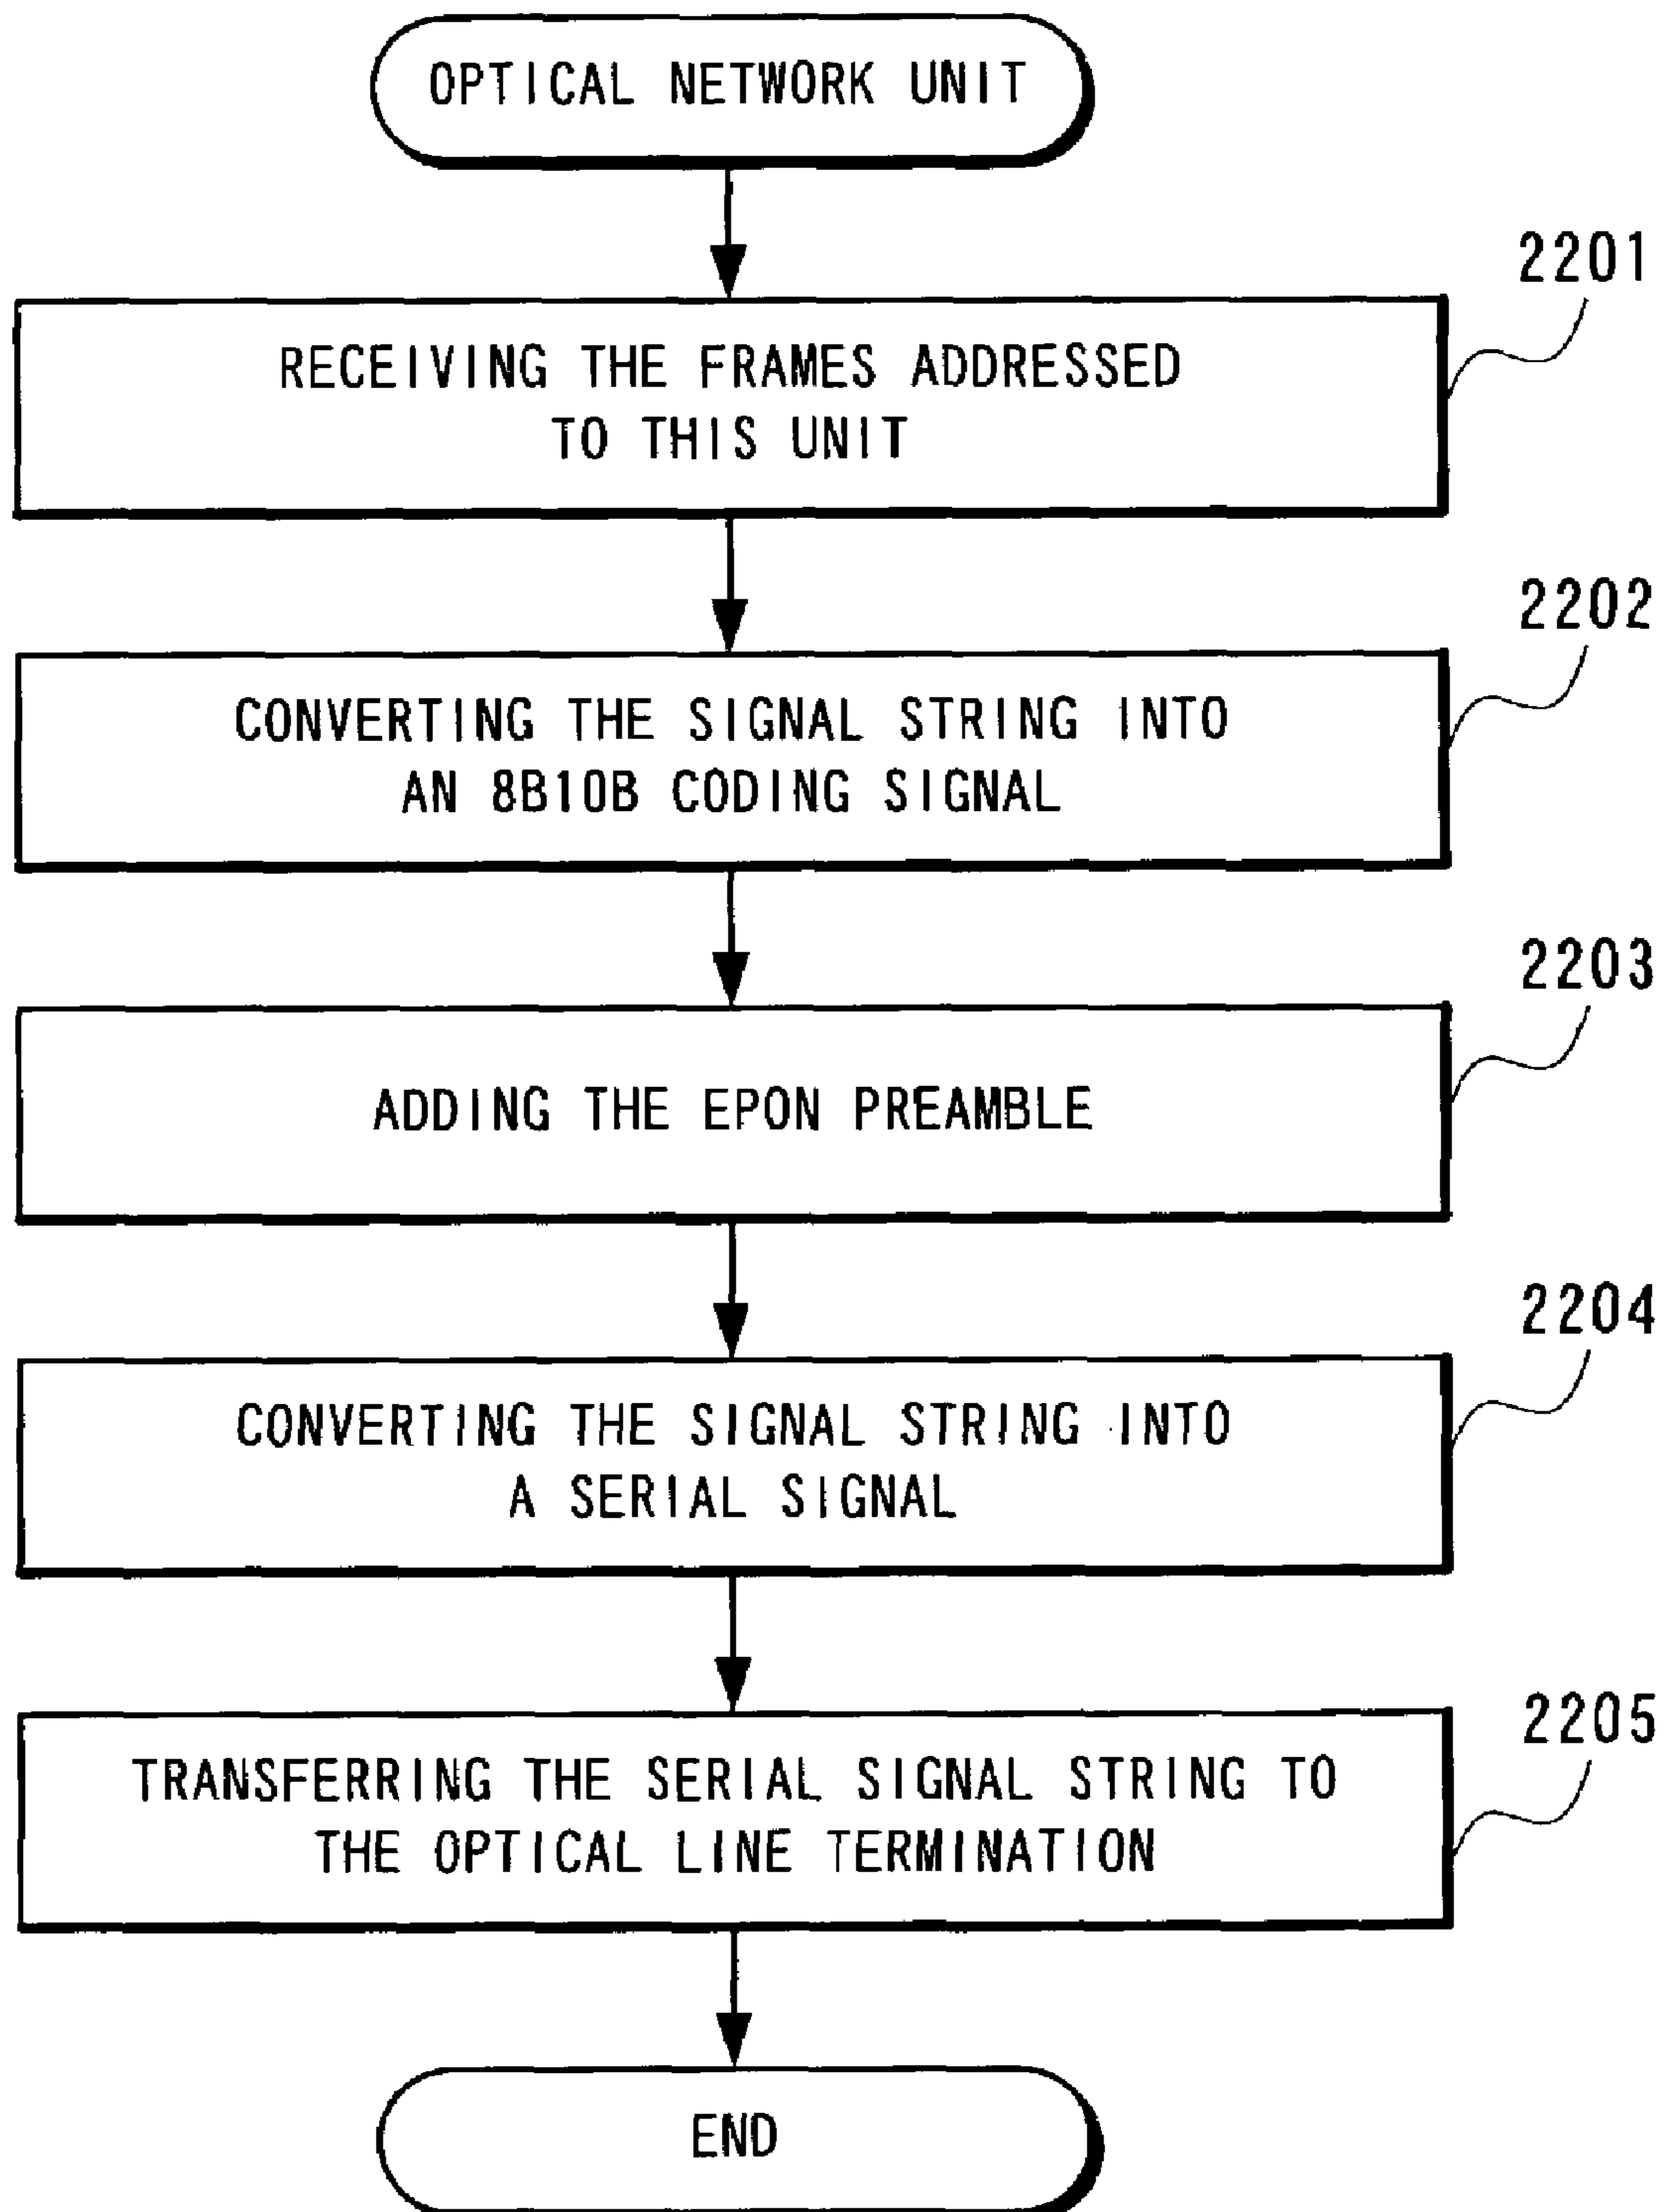 OPTICAL NETWORK UNIT
2201
RECEIVING THE FRAMES ADDRESSED
TO THIS UNIT
2202
CONVERTING THE SIGNAL STRING INTO
AN 8B10B CODING SIGNAL
2203
ADDING THE EPON PREAMBLE
2204
CONVERTING THE SIGNAL STRING INTO
A SERIAL SIGNAL
2205
TRANSFERRING THE SERIAL SIGNAL STRING TO
THE OPTICAL LINE TERMINATION
END